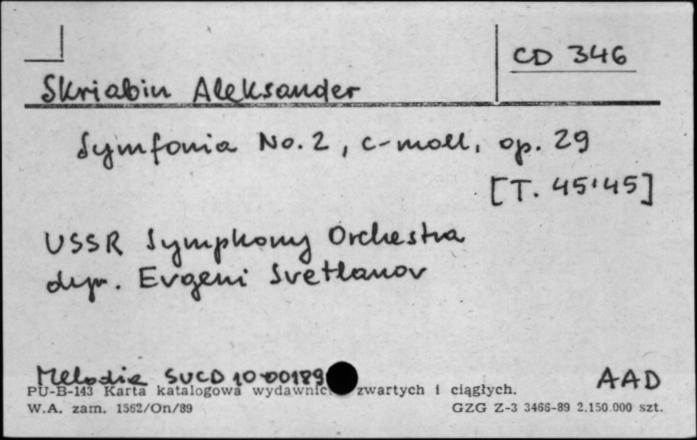 CD 346
Skriabin Aleksander
Symfonia No. 2, c-moll, op. 29
[T. 45'45]
USSR Symphony Orchestra
dyr. Evgeni Svetlanov
Melodia SUCD 10-00189
AAD
PU-B-143 Karta katalogowa zwartych i ciągłych.
W.A. zam. 1562/On/89 GZG Z-3 3466-89 2.150.000 szt.